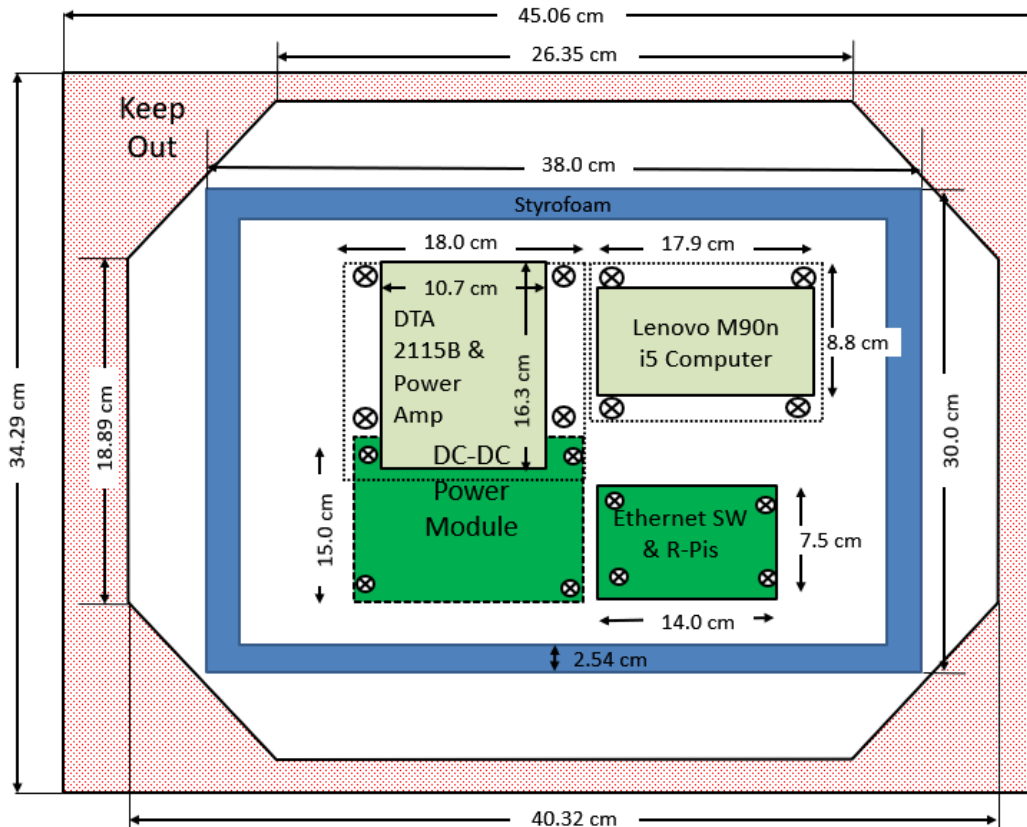 45.06 cm
26.35 cm
Keep
Out
38.0 cm
Styrofoam
18.0 cm
17.9 cm
10.7 cm
DTA
2115B &
Power
Amp
16.3 cm
Lenovo M90n
i5 Computer
8.8 cm
34.29 cm
18.89 cm
30.0 cm
DC-DC
Power
Module
15.0 cm
Ethernet SW
& R-Pis
7.5 cm
14.0 cm
2.54 cm
40.32 cm